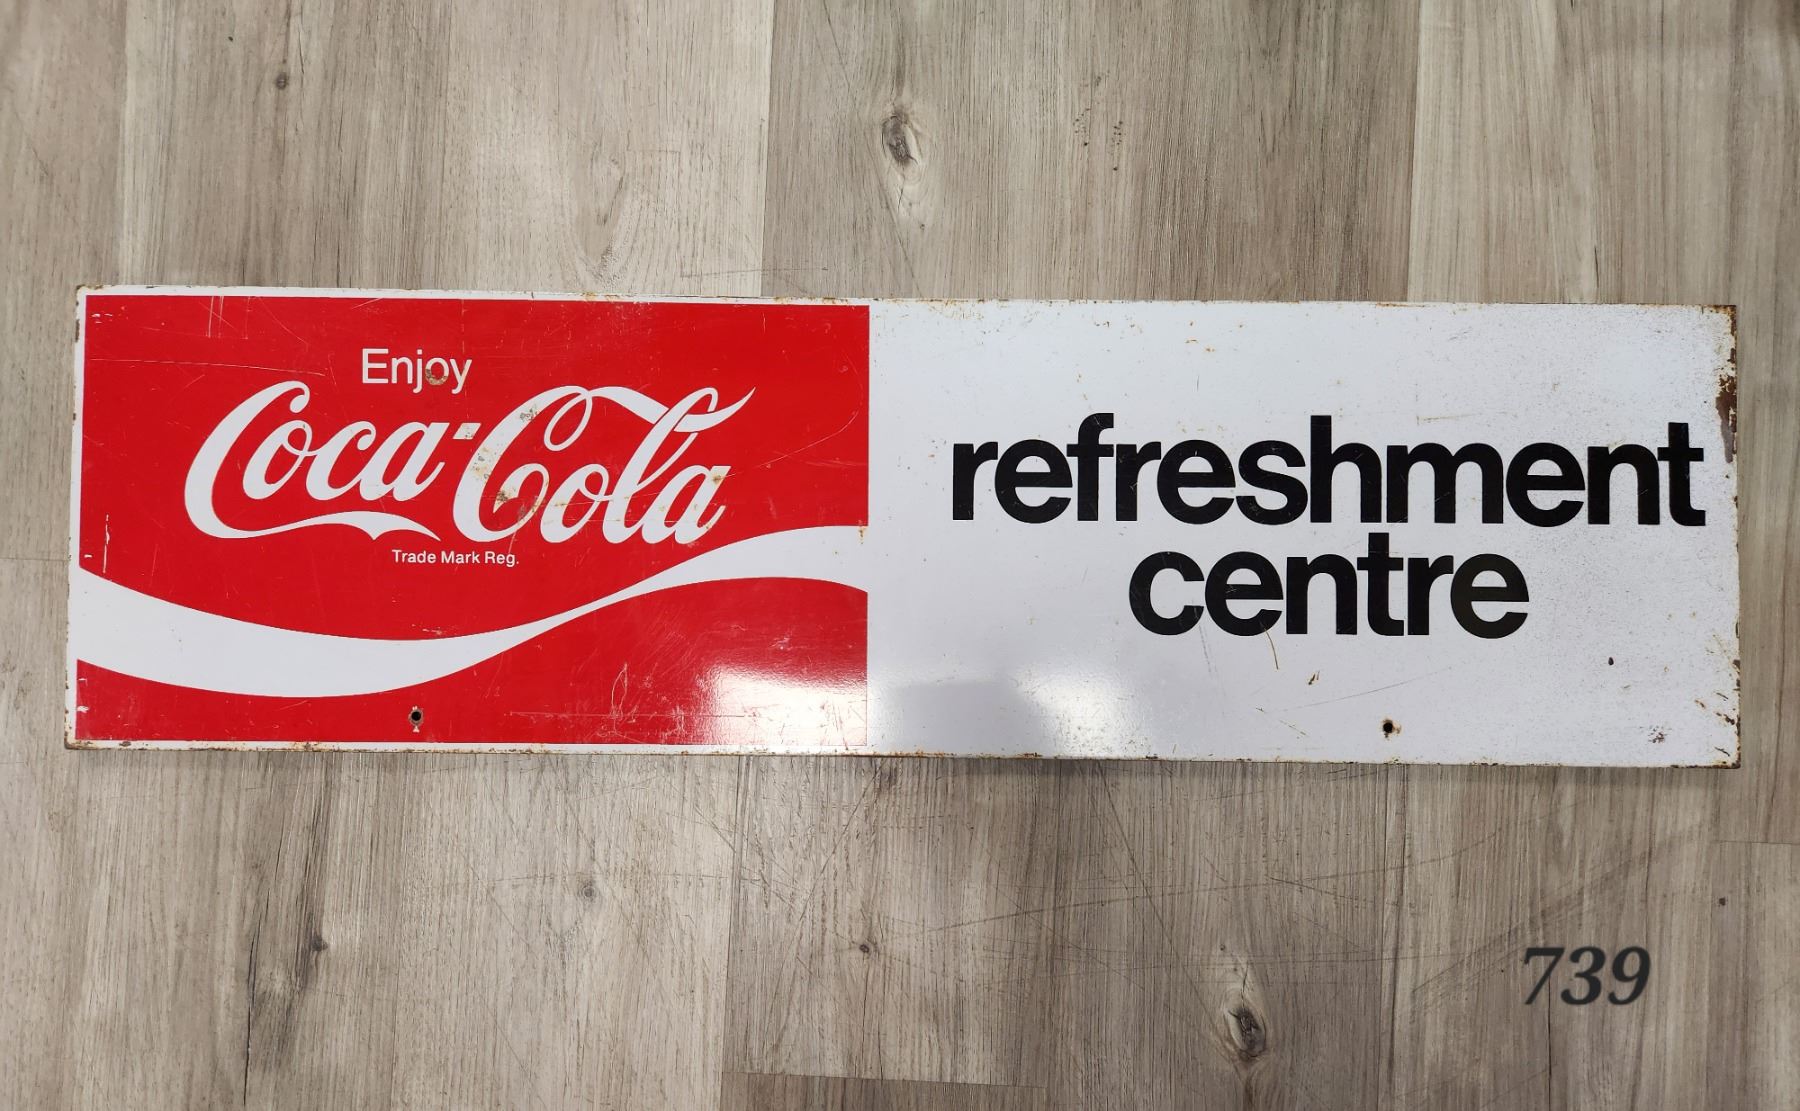 Enjoy
Coca-Cola
Trade Mark Reg.
refreshment
centre
739